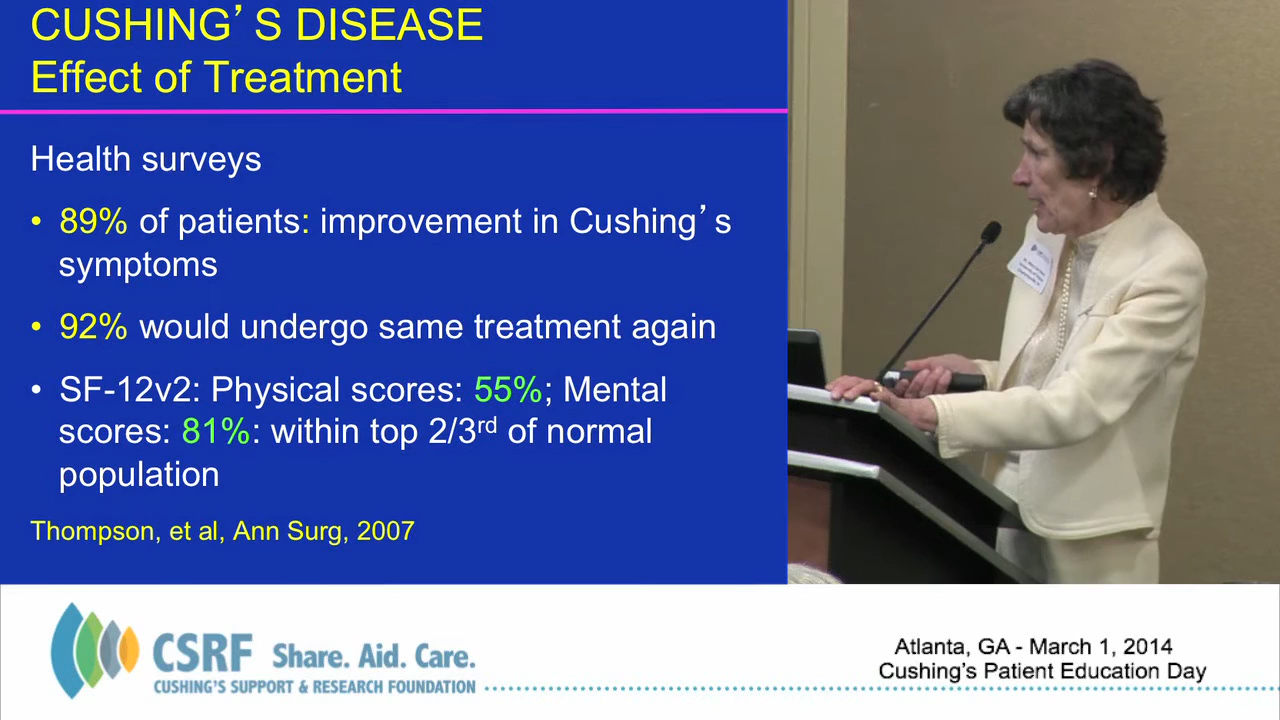 CUSHING’S DISEASE
Effect of Treatment
Health surveys
• 89% of patients: improvement in Cushing’s
symptoms
• 92% would undergo same treatment again
• SF-12v2: Physical scores: 55%; Mental
scores: 81%: within top 2/3rd of normal
population
Thompson, et al, Ann Surg, 2007
CSRF Share. Aid. Care.
CUSHING'S SUPPORT & RESEARCH FOUNDATION
Atlanta, GA - March 1, 2014
Cushing's Patient Education Day